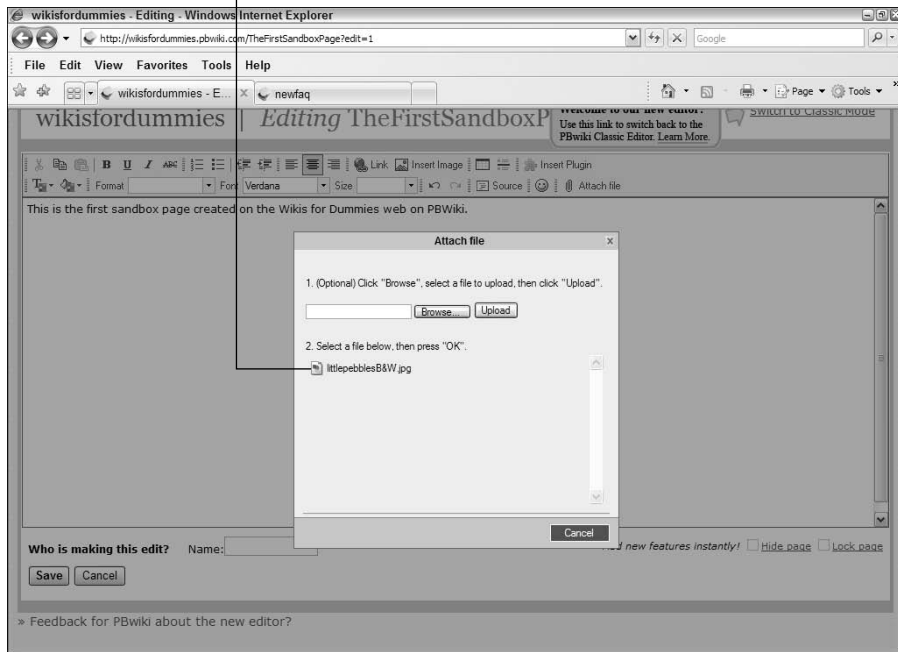 wikisfordummies - Editing - Windows Internet Explorer
http://wikisfordummies.pbwiki.com/TheFirstSandboxPage?edit=1
Google
File Edit View Favorites Tools Help
wikisfordummies - E... newfaq Page Tools
wikisfordummies | Editing TheFirstSandboxP
Welcome to our new editor!
Use this link to switch back to the
PBwiki Classic Editor. Learn More.
Switch to Classic Mode
B U I ABC Link Insert Image Insert Plugin
Format Font Verdana Size Source Attach file
This is the first sandbox page created on the Wikis for Dummies web on PBWiki.
Attach file x
1. (Optional) Click "Browse", select a file to upload, then click "Upload".
Browse... Upload
2. Select a file below, then press "OK".
littlepebblesB&W.jpg
Cancel
Who is making this edit? Name: new features instantly! Hide page Lock page
Save Cancel
» Feedback for PBwiki about the new editor?